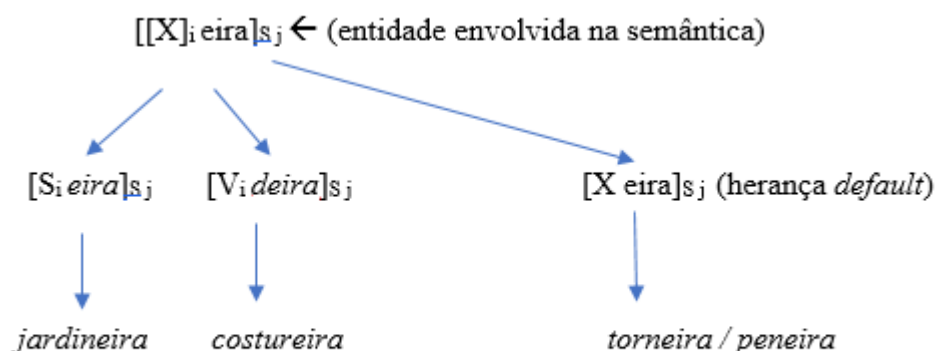 [[X]i eira]s j ← (entidade envolvida na semântica)
[Si eira]s j [Vi deira]s j [X eira]s j (herança default)
jardineira costureira torneira / peneira